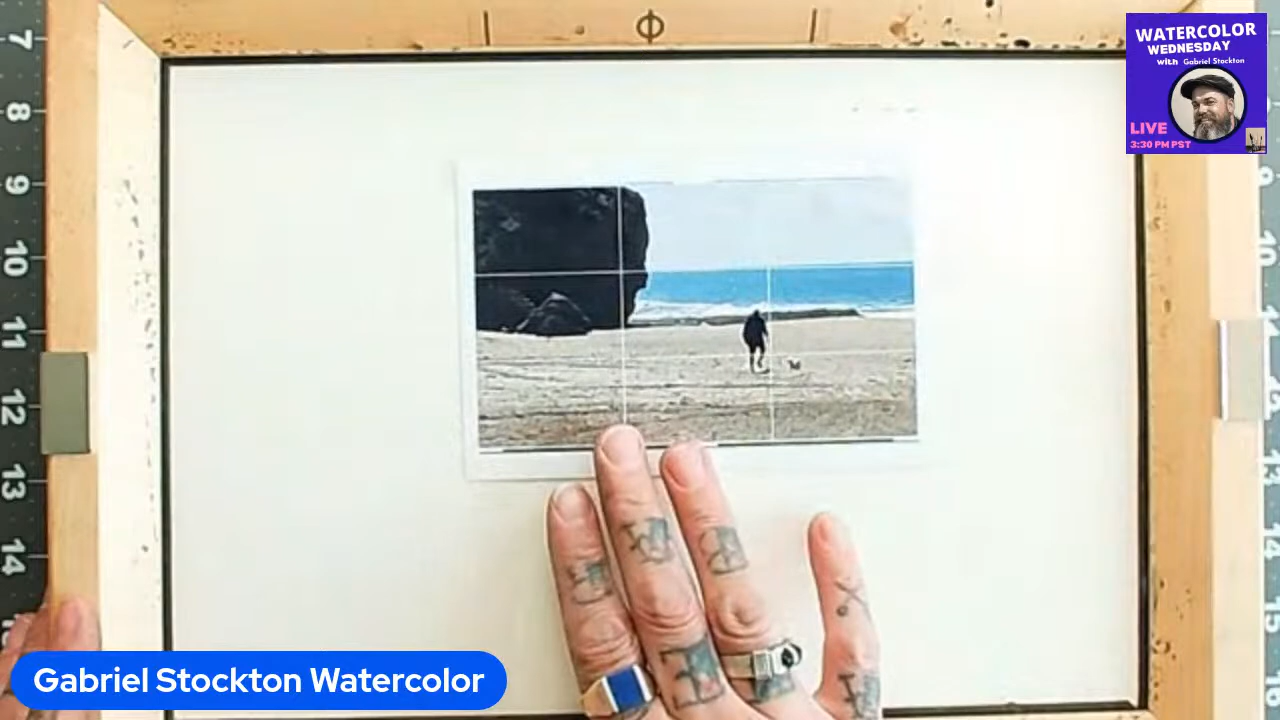 7
8
9
10
11
12
13
14
WATERCOLOR
WEDNESDAY
with Gabriel Stockton
LIVE
3:30 PM PST
Gabriel Stockton Watercolor